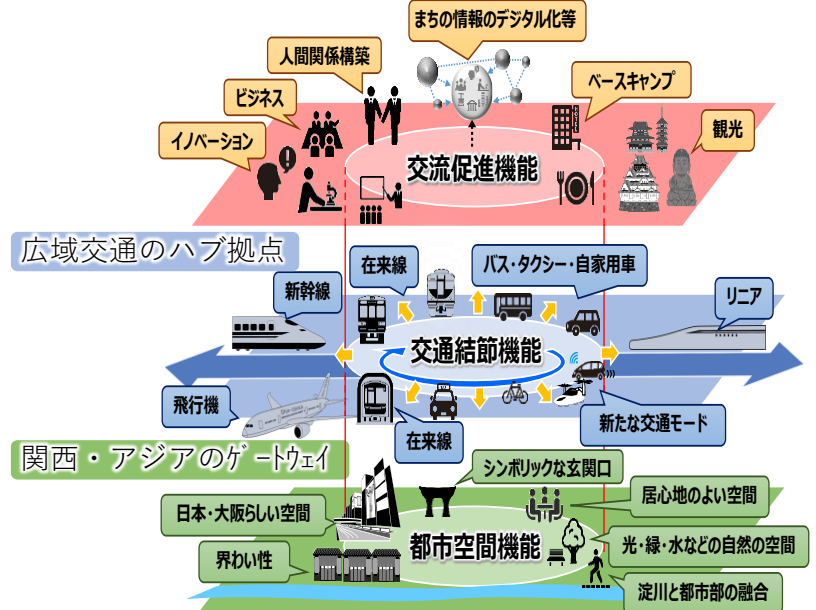 まちの情報のデジタル化等
人間関係構築
ベースキャンプ
ビジネス
観光
イノベーション
HOTEL
交流促進機能
広域交通のハブ拠点
在来線
バス・タクシー・自家用車
新幹線
リニア
交通結節機能
飛行機
在来線
新たな交通モード
関西・アジアのゲートウェイ
シンボリックな玄関口
居心地のよい空間
日本・大阪らしい空間
都市空間機能
光・緑・水などの自然の空間
界わい性
淀川と都市部の融合